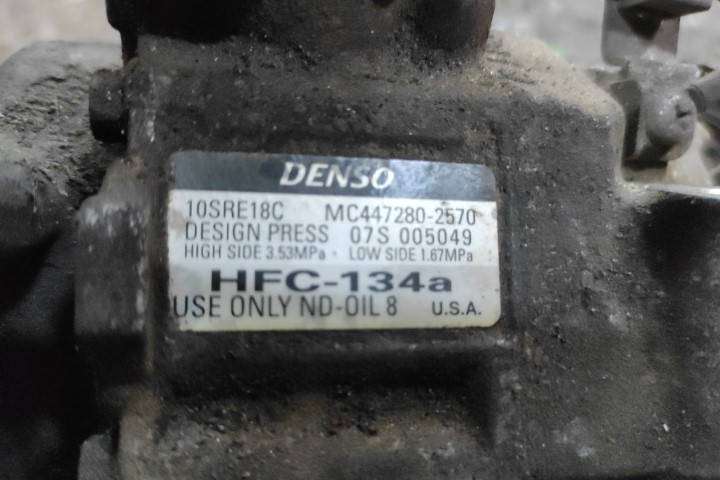 DENSO
10SRE18C MC447280-2570
DESIGN PRESS 07S 005049
HIGH SIDE 3.53MPa - LOW SIDE 1.67MPa
HFC-134a
USE ONLY ND-OIL 8 U.S.A.